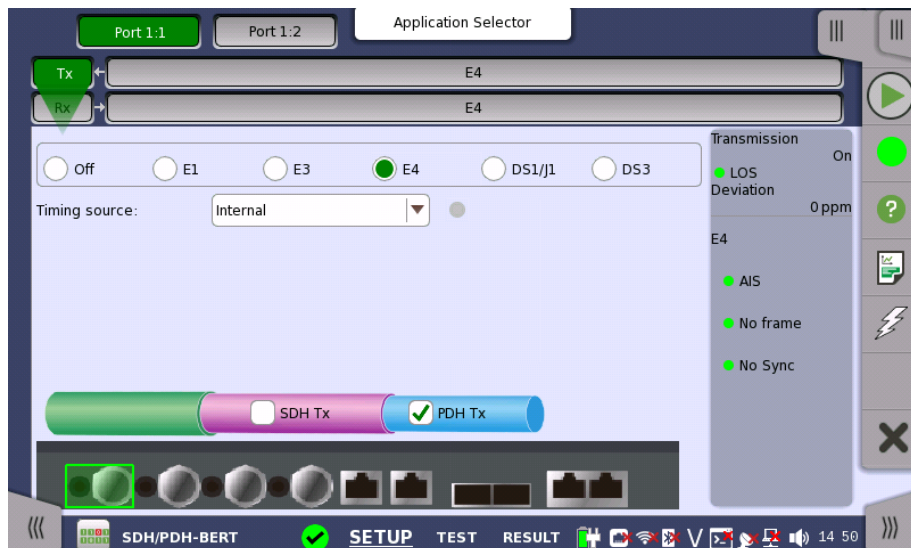 Application Selector
Port 1:1
Port 1:2
Tx
E4
Rx
E4
Off
E1
E3
E4
DS1/J1
DS3
Timing source:
Internal
Transmission
On
LOS
Deviation
0 ppm
E4
AIS
No frame
No Sync
SDH Tx
PDH Tx
SDH/PDH-BERT
SETUP
TEST
RESULT
14 50